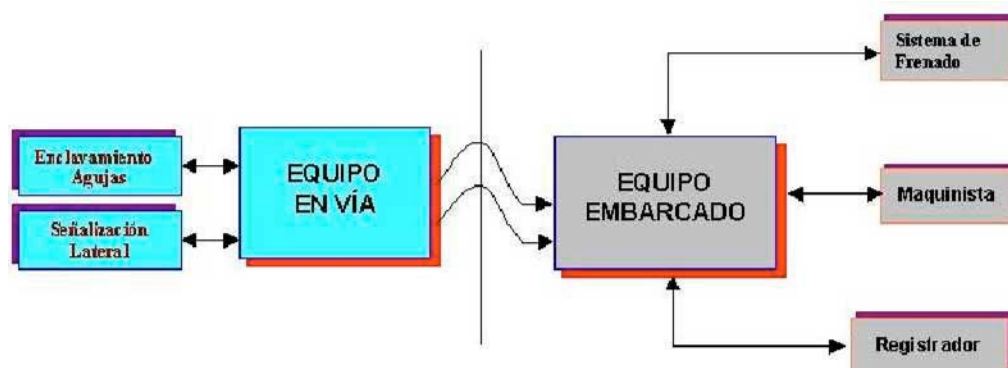 Enclavamiento
Agujas
Señalización
Lateral
EQUIPO
EN VÍA
EQUIPO
EMBARCADO
Sistema de
Frenado
Maquinista
Registrador